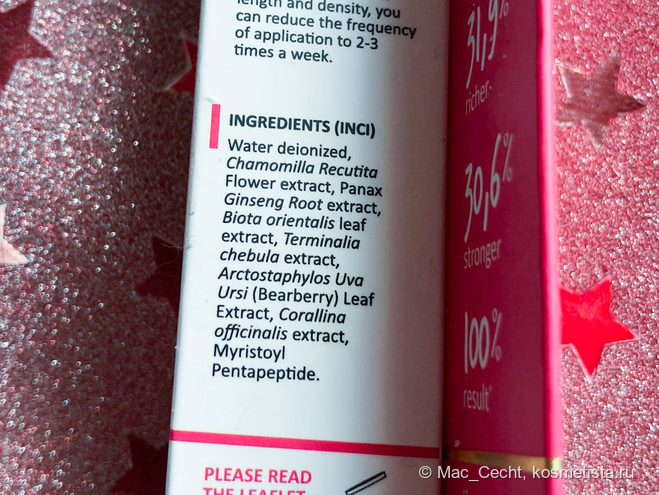 length and density, you
can reduce the frequency
of application to 2-3
times a week.
INGREDIENTS (INCI)
Water deionized,
Chamomilla Recutita
Flower extract, Panax
Ginseng Root extract,
Biota orientalis leaf
extract, Terminalia
chebula extract,
Arctostaphylos Uva
Ursi (Bearberry) Leaf
Extract, Corallina
officinalis extract,
Myristoyl
Pentapeptide.
PLEASE READ
THE LEAFLET
31,9%
richer
30,6%
stronger
100%
result*
© Mac_Cecht, kosmetista.ru